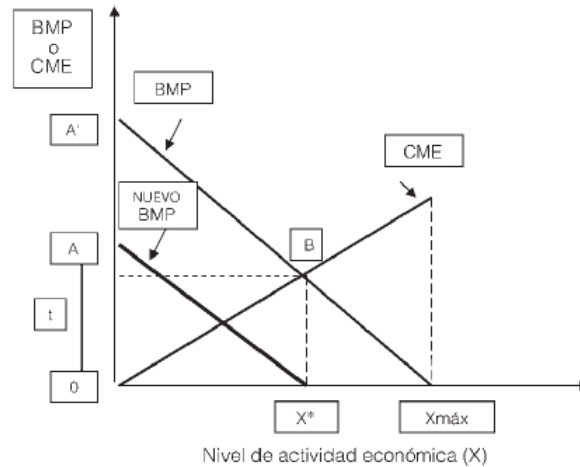 BMP
o
CME
BMP
A'
CME
NUEVO
BMP
B
A
t
0
X*
Xmáx
Nivel de actividad económica (X)